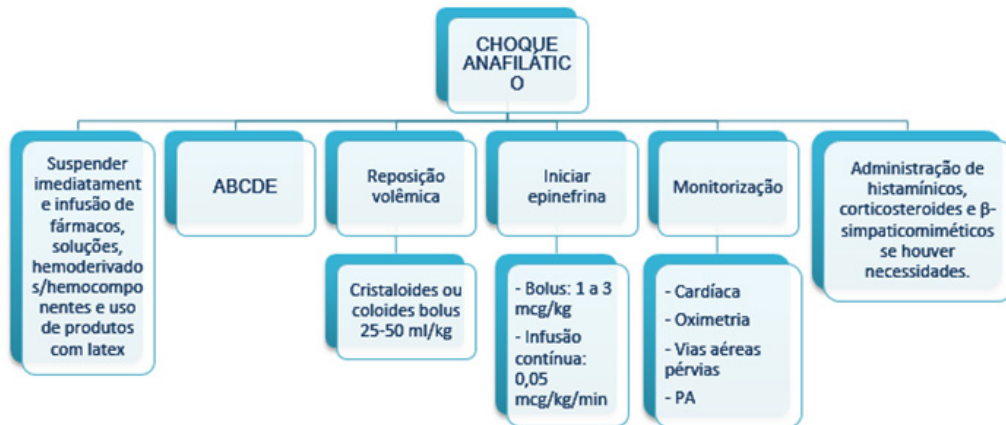 CHOQUE
ANAFILÁTIC
O
Suspender
imediatament
e infusão de
fármacos,
soluções,
hemoderivado
s/hemocompo
nentes e uso
de produtos
com latex
ABCDE
Reposição
volêmica
Cristaloides ou
coloides bolus
25-50 ml/kg
Iniciar
epinefrina
- Bolus: 1 a 3
mcg/kg
- Infusão
contínua:
0,05
mcg/kg/min
Monitorização
- Cardíaca
- Oximetria
- Vias aéreas
pérvias
- PA
Administração de
histamínicos,
corticosteroides e β-
simpaticomiméticos
se houver
necessidades.